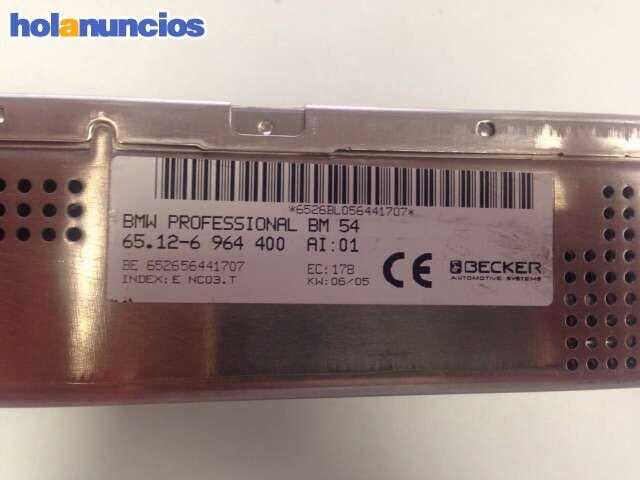 holanuncios
*6526BL056441707*
BMW PROFESSIONAL BM 54
65.12-6 964 400 AI:01
BE 652656441707 EC:178
INDEX:E NC03.T KW:06/05
CE
BECKER
AUTOMOTIVE SYSTEMS